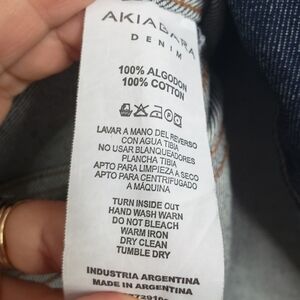 AKIABARA
DENIM
100% ALGODON
100% COTTON
LAVAR A MANO DEL REVERSO
CON AGUA TIBIA
NO USAR BLANQUEADORES
PLANCHA TIBIA
APTO PARA LIMPIEZA A SECO
APTO PARA CENTRIFUGADO
A MÁQUINA
TURN INSIDE OUT
HAND WASH WARN
DO NOT BLEACH
WARM IRON
DRY CLEAN
TUMBLE DRY
INDUSTRIA ARGENTINA
MADE IN ARGENTINA